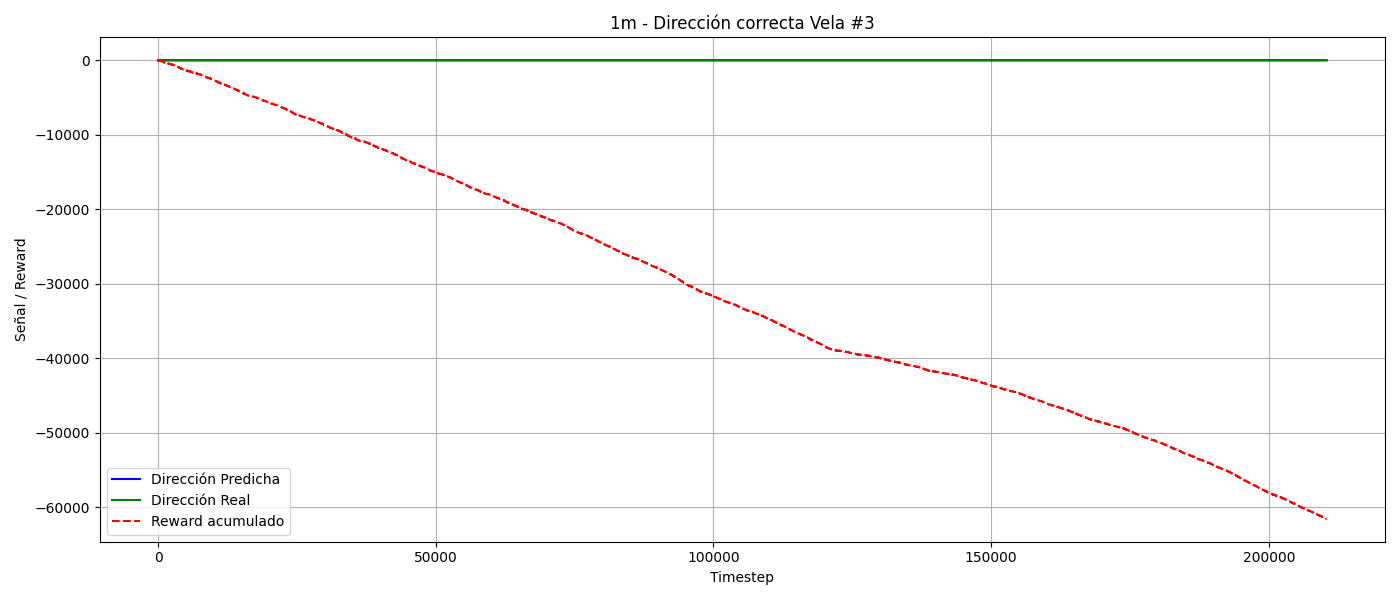 1m - Dirección correcta Vela #3
Señal / Reward
0
−10000
−20000
−30000
−40000
−50000
−60000
Dirección Predicha
Dirección Real
Reward acumulado
0
50000
100000
150000
200000
Timestep